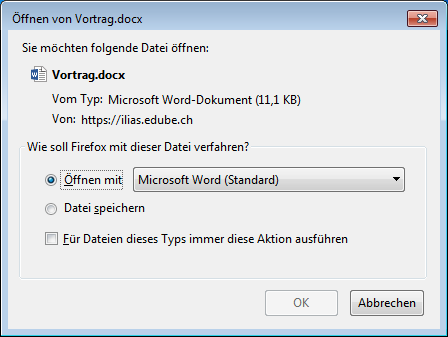 Öffnen von Vortrag.docx
Sie möchten folgende Datei öffnen:
Vortrag.docx
Vom Typ: Microsoft Word-Dokument (11,1 KB)
Von: https://ilias.edube.ch
Wie soll Firefox mit dieser Datei verfahren?
Öffnen mit Microsoft Word (Standard)
Datei speichern
Für Dateien dieses Typs immer diese Aktion ausführen
OK Abbrechen